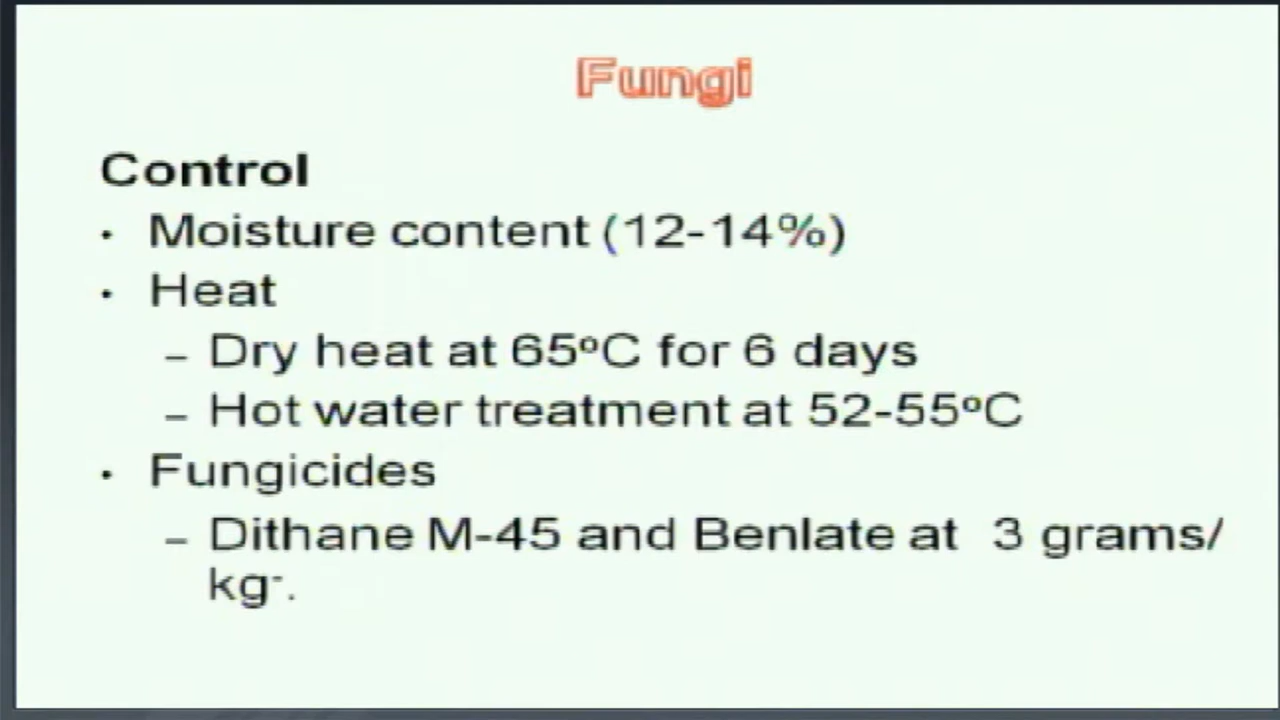 Fungi
Control
• Moisture content (12-14%)
• Heat
– Dry heat at 65ºC for 6 days
– Hot water treatment at 52-55ºC
• Fungicides
– Dithane M-45 and Benlate at 3 grams/
kg⁻.